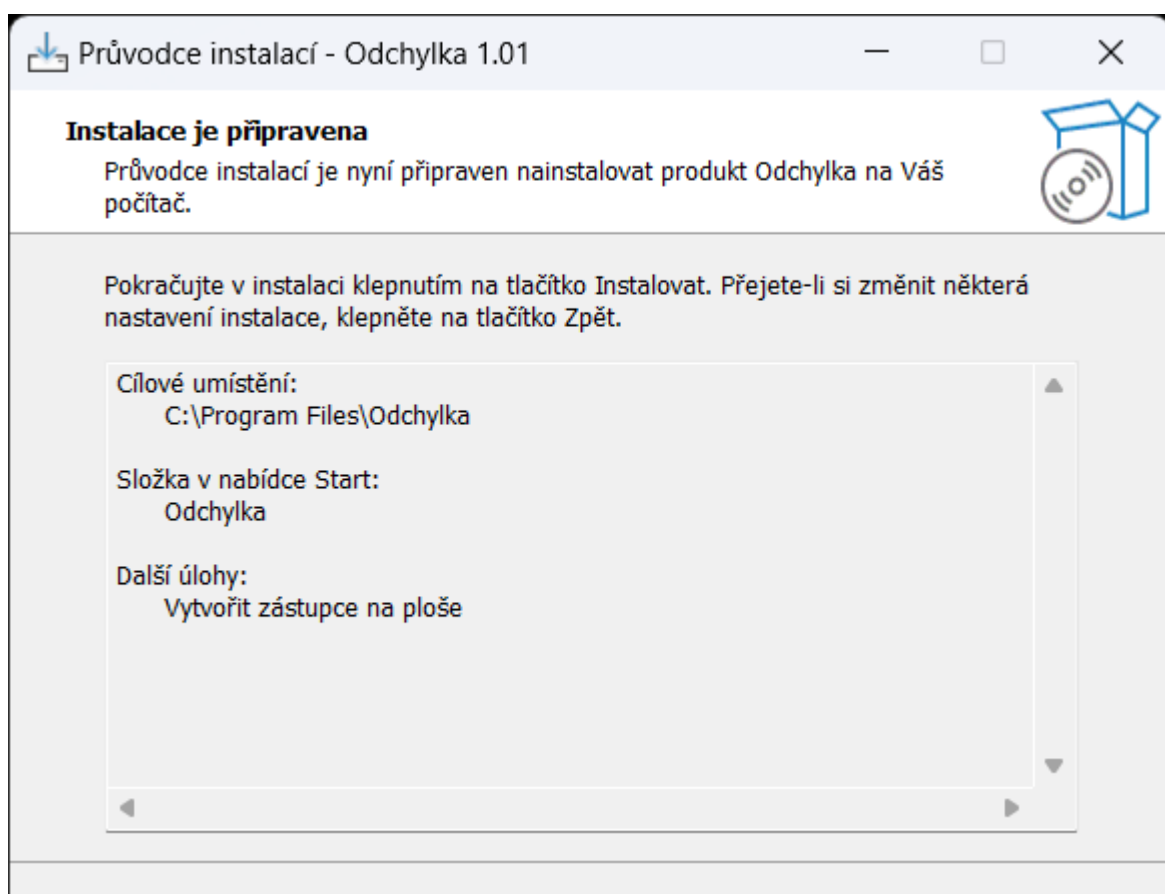 Průvodce instalací - Odchylka 1.01
Instalace je připravena
Průvodce instalací je nyní připraven nainstalovat produkt Odchylka na Váš
počítač.
Pokračujte v instalaci klepnutím na tlačítko Instalovat. Přejete-li si změnit některá
nastavení instalace, klepněte na tlačítko Zpět.
Cílové umístění:
C:\Program Files\Odchylka
Složka v nabídce Start:
Odchylka
Další úlohy:
Vytvořit zástupce na ploše